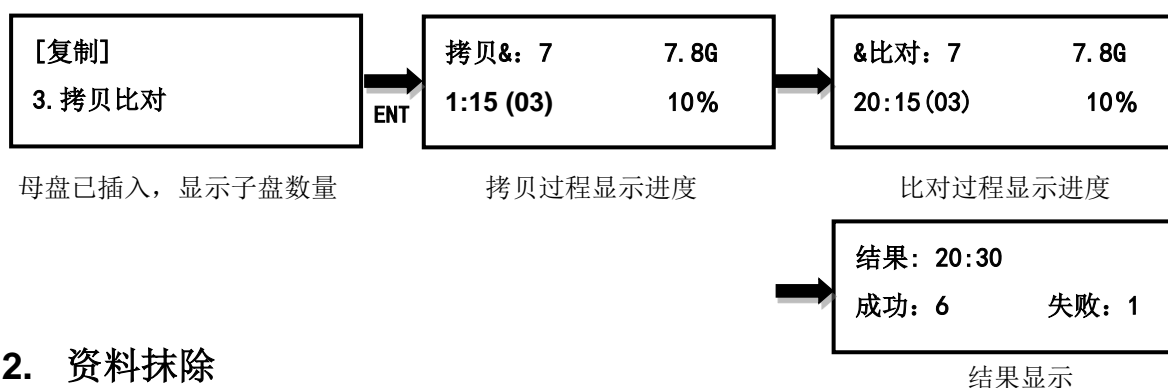 [复制]
3.拷贝比对
ENT
拷贝&：7 7.8G
1:15 (03) 10%
&比对：7 7.8G
20:15(03) 10%
母盘已插入，显示子盘数量
拷贝过程显示进度
比对过程显示进度
结果: 20:30
成功：6 失败：1
结果显示
2. 资料抹除